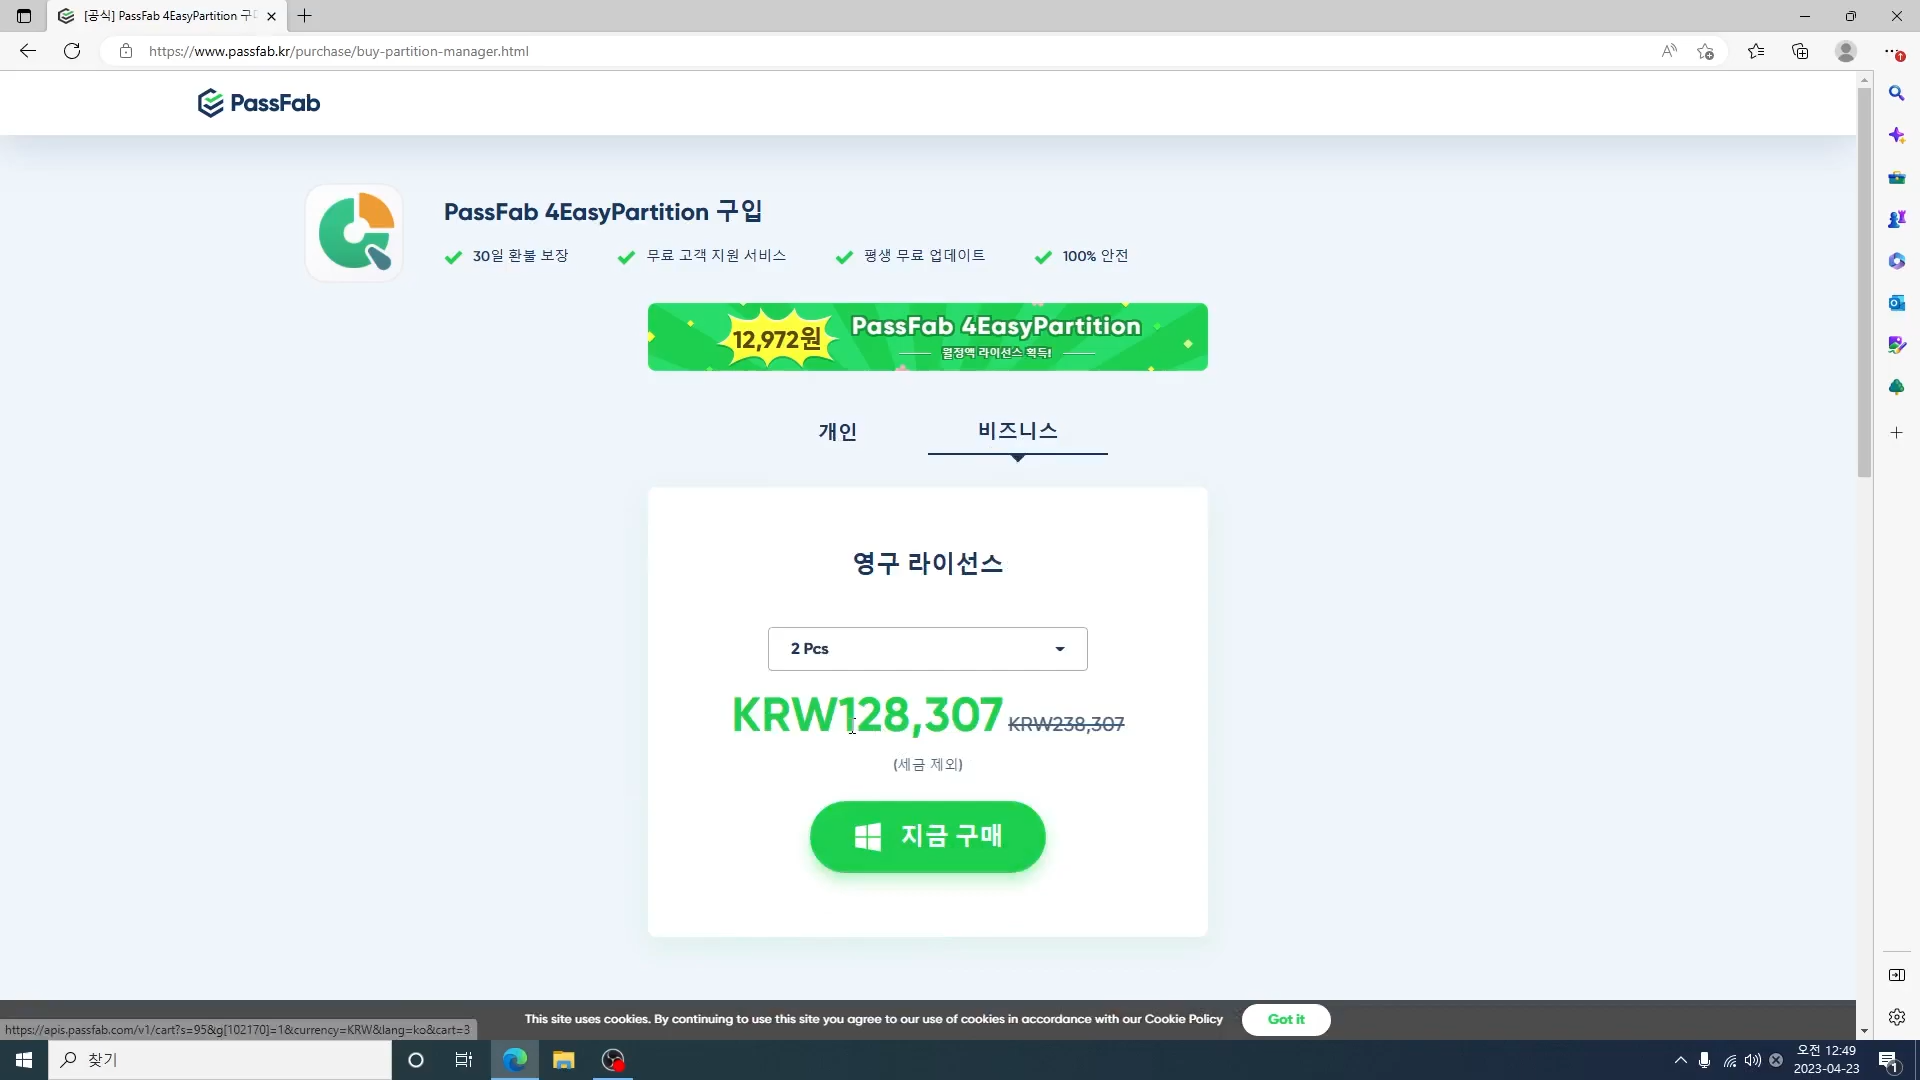 [공식] PassFab 4EasyPartition 구
https://www.passfab.kr/purchase/buy-partition-manager.html
PassFab
PassFab 4EasyPartition 구입
30일 환불 보장
무료 고객 지원 서비스
평생 무료 업데이트
100% 안전
12,972원
PassFab 4EasyPartition
월정액 라이선스 획득!
개인
비즈니스
영구 라이선스
2 Pcs
KRW128,307 KRW238,307
(세금 제외)
지금 구매
This site uses cookies. By continuing to use this site you agree to our use of cookies in accordance with our Cookie Policy
Got it
https://apis.passfab.com/v1/cart?s=95&g[102170]=1&currency=KRW&lang=ko&cart=3
찾기
오전 12:49
2023-04-23
1